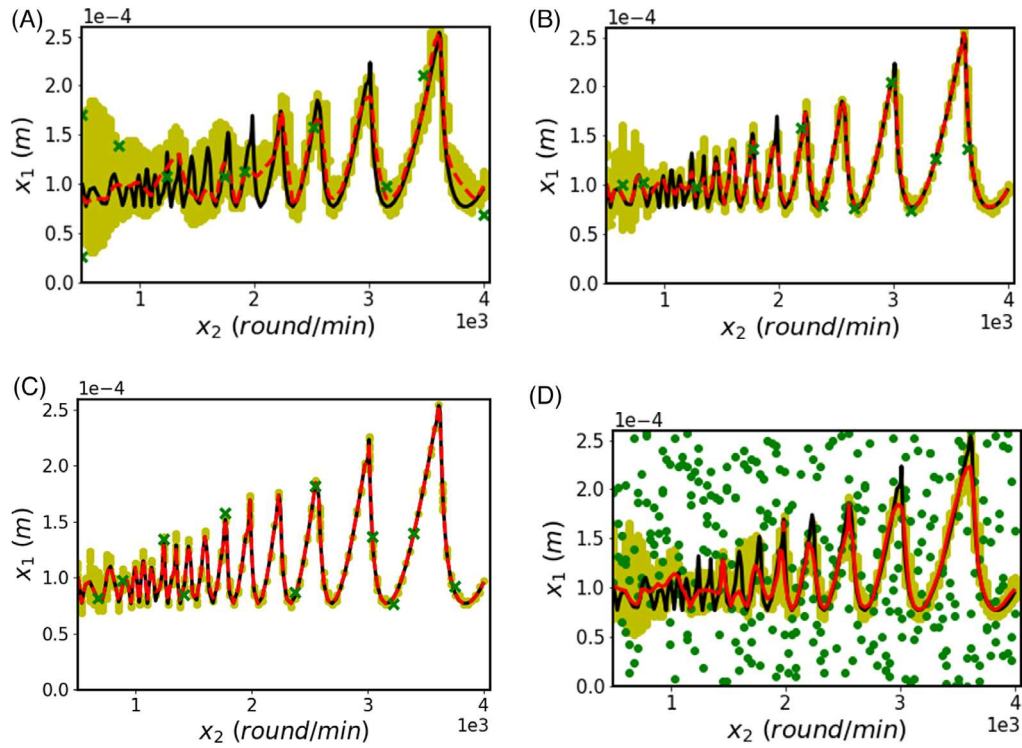 (A)
1e−4
2.5
2.0
1.5
1.0
0.5
0.0
x₁ (m)
1 2 3 4
x₂ (round/min)
1e3
(B)
1e−4
2.5
2.0
1.5
1.0
0.5
0.0
x₁ (m)
1 2 3 4
x₂ (round/min)
1e3
(C)
1e−4
2.5
2.0
1.5
1.0
0.5
0.0
x₁ (m)
1 2 3 4
x₂ (round/min)
1e3
(D)
1e−4
2.5
2.0
1.5
1.0
0.5
0.0
x₁ (m)
1 2 3 4
x₂ (round/min)
1e3